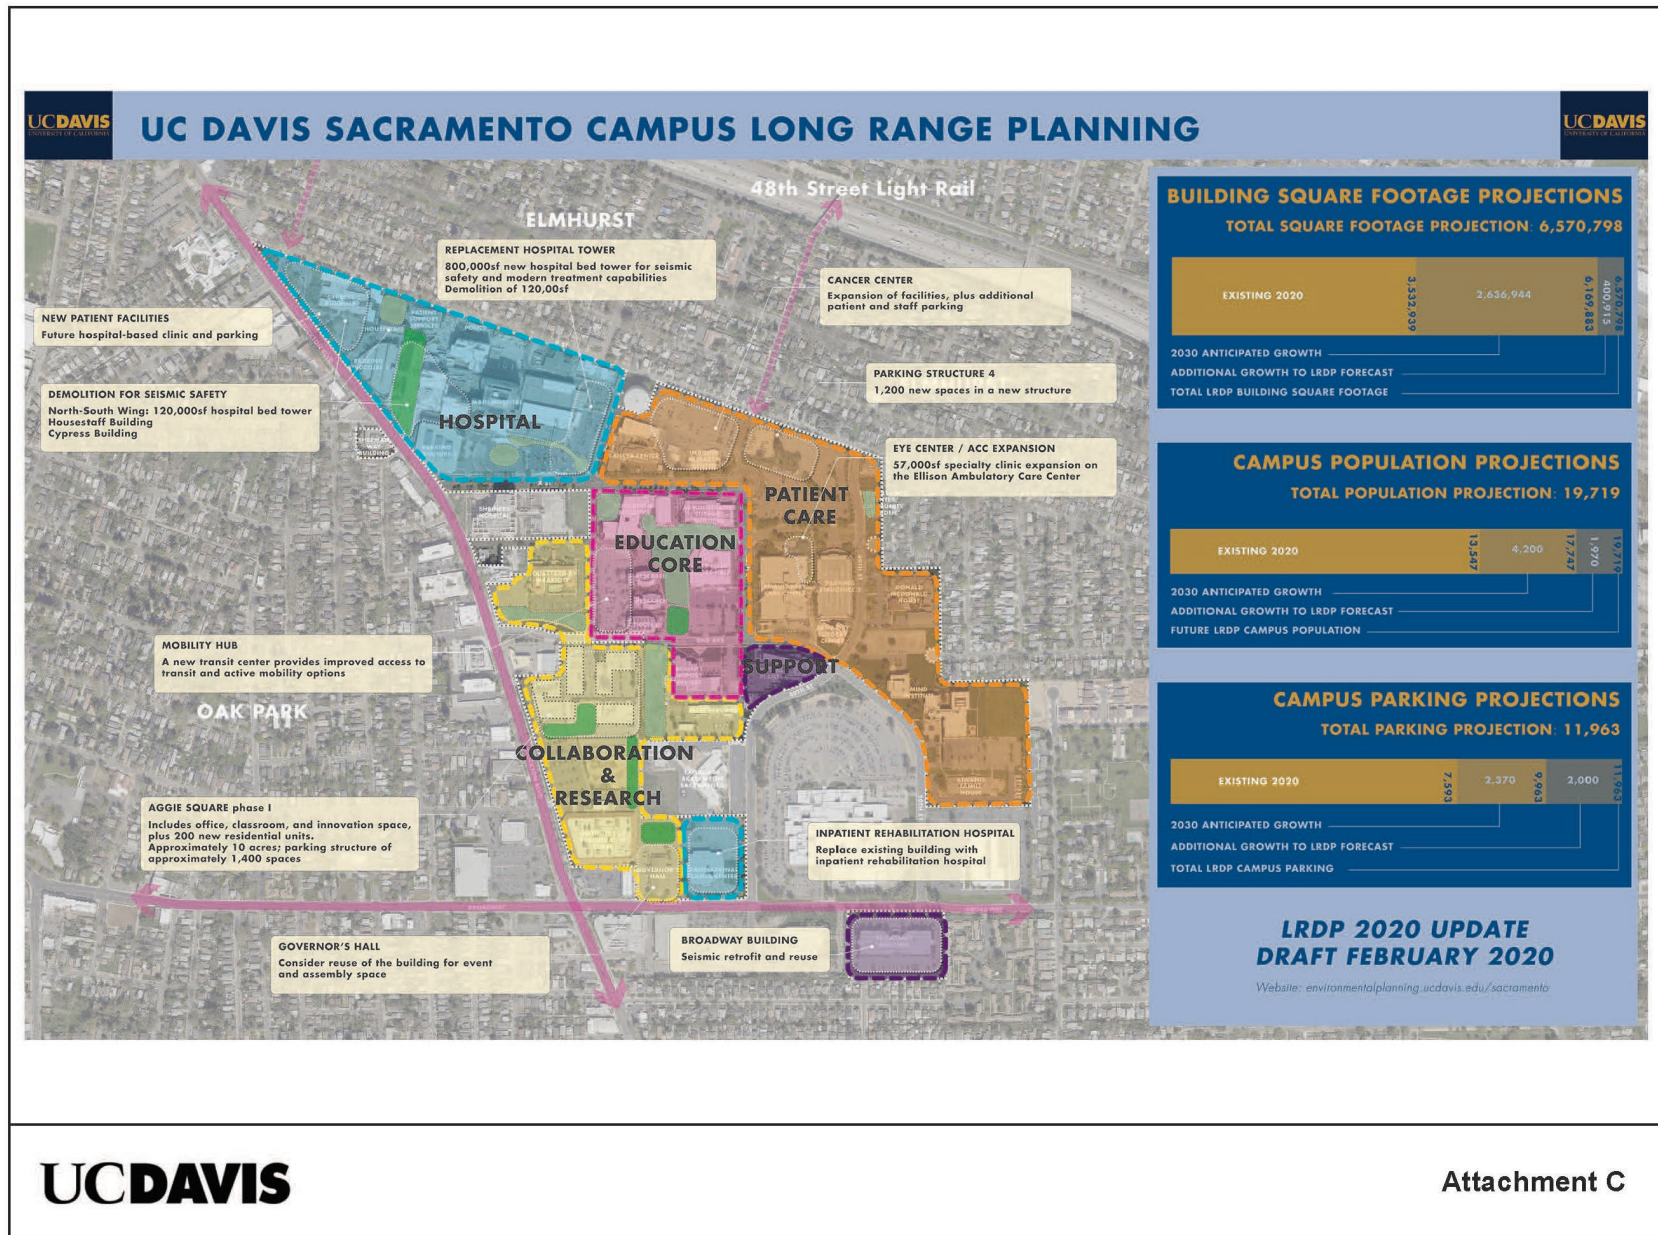 UCDAVIS
UNIVERSITY OF CALIFORNIA
UC DAVIS SACRAMENTO CAMPUS LONG RANGE PLANNING
UCDAVIS
UNIVERSITY OF CALIFORNIA
48th Street Light Rail
ELMHURST
REPLACEMENT HOSPITAL TOWER
800,000sf new hospital bed tower for seismic
safety and modern treatment capabilities
Demolition of 120,00sf
CANCER CENTER
Expansion of facilities, plus additional
patient and staff parking
NEW PATIENT FACILITIES
Future hospital-based clinic and parking
PARKING STRUCTURE 4
1,200 new spaces in a new structure
DEMOLITION FOR SEISMIC SAFETY
North-South Wing: 120,000sf hospital bed tower
Housestaff Building
Cypress Building
HOSPITAL
EYE CENTER / ACC EXPANSION
57,000sf specialty clinic expansion on
the Ellison Ambulatory Care Center
PATIENT
CARE
EDUCATION
CORE
MOBILITY HUB
A new transit center provides improved access to
transit and active mobility options
SUPPORT
OAK PARK
COLLABORATION
&
RESEARCH
AGGIE SQUARE phase I
Includes office, classroom, and innovation space,
plus 200 new residential units.
Approximately 10 acres; parking structure of
approximately 1,400 spaces
INPATIENT REHABILITATION HOSPITAL
Replace existing building with
inpatient rehabilitation hospital
GOVERNOR'S HALL
Consider reuse of the building for event
and assembly space
BROADWAY BUILDING
Seismic retrofit and reuse
BUILDING SQUARE FOOTAGE PROJECTIONS
TOTAL SQUARE FOOTAGE PROJECTION: 6,570,798
EXISTING 2020
3,532,939
2,636,944
6,169,883
400,915
6,570,798
2030 ANTICIPATED GROWTH
ADDITIONAL GROWTH TO LRDP FORECAST
TOTAL LRDP BUILDING SQUARE FOOTAGE
CAMPUS POPULATION PROJECTIONS
TOTAL POPULATION PROJECTION: 19,719
EXISTING 2020
13,547
4,200
17,747
1,970
19,719
2030 ANTICIPATED GROWTH
ADDITIONAL GROWTH TO LRDP FORECAST
FUTURE LRDP CAMPUS POPULATION
CAMPUS PARKING PROJECTIONS
TOTAL PARKING PROJECTION: 11,963
EXISTING 2020
7,593
2,370
9,963
2,000
11,963
2030 ANTICIPATED GROWTH
ADDITIONAL GROWTH TO LRDP FORECAST
TOTAL LRDP CAMPUS PARKING
LRDP 2020 UPDATE
DRAFT FEBRUARY 2020
Website: environmentalplanning.ucdavis.edu/sacramento
UCDAVIS
Attachment C